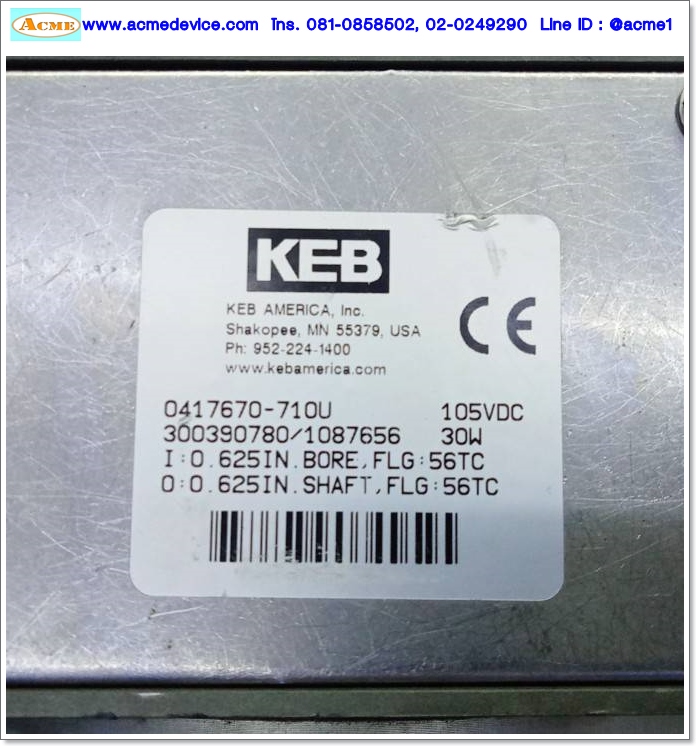 ACME www.acmedevice.com โทร. 081-0858502, 02-0249290 Line ID : @acme1
KEB
KEB AMERICA, Inc.
Shakopee, MN 55379, USA
Ph: 952-224-1400
www.kebamerica.com
CE
0417670-710U 105VDC
300390780/1087656 30W
I:0.625IN.BORE,FLG:56TC
O:0.625IN.SHAFT,FLG:56TC